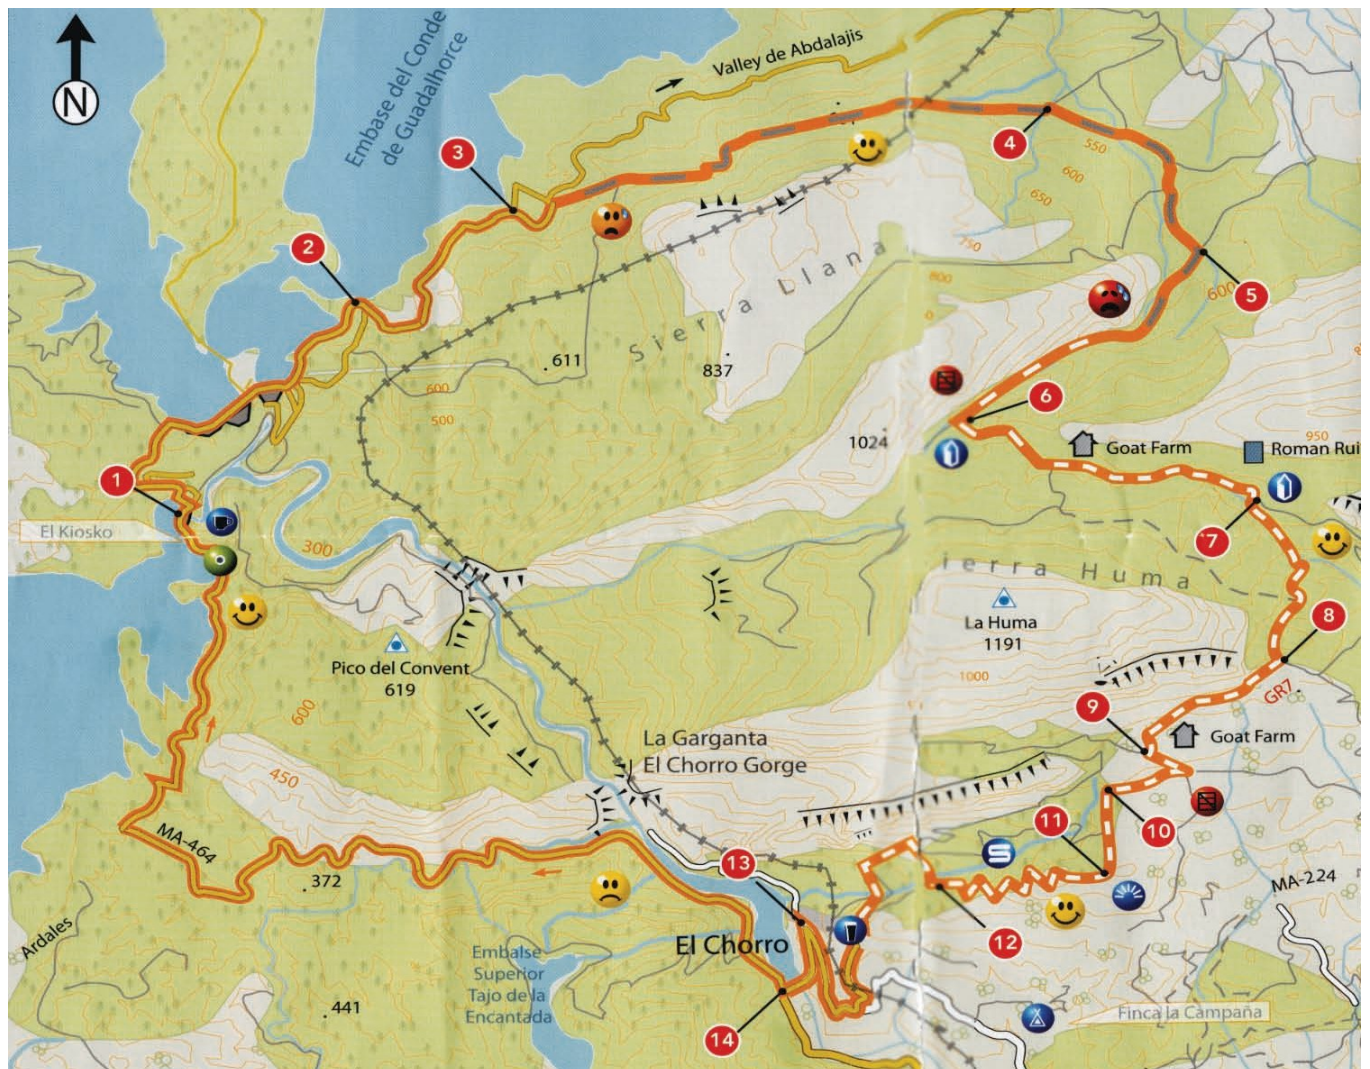 N
Embase del Conde
de Guadalhorce
Valley de Abdalajis
3
4
550
600
650
750
2
5
600
800
Sierra Llana
611
837
600
500
6
1024
950
Goat Farm
Roman Rui
1
El Kiosko
300
7
ierra Huma
La Huma
1191
8
Pico del Convent
619
600
1000
GR7
9
La Garganta
El Chorro Gorge
Goat Farm
450
MA-464
10
11
13
372
MA-224
Ardales
El Chorro
12
Embalse
Superior
Tajo de la
Encantada
441
14
Finca la Campaña